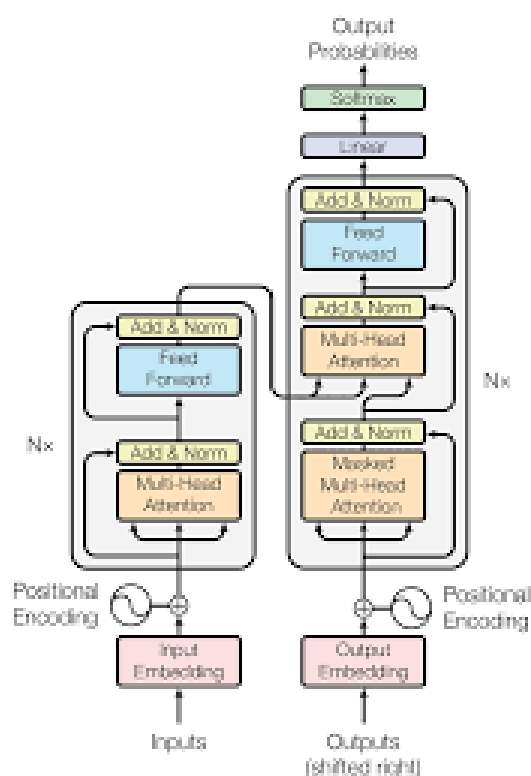 Output
Probabilities
Softmax
Linear
Add & Norm
Feed
Forward
Add & Norm
Multi-Head
Attention
Add & Norm
Masked
Multi-Head
Attention
Nx
Add & Norm
Feed
Forward
Add & Norm
Multi-Head
Attention
Nx
Positional
Encoding
Positional
Encoding
Input
Embedding
Output
Embedding
Inputs
Outputs
(shifted right)